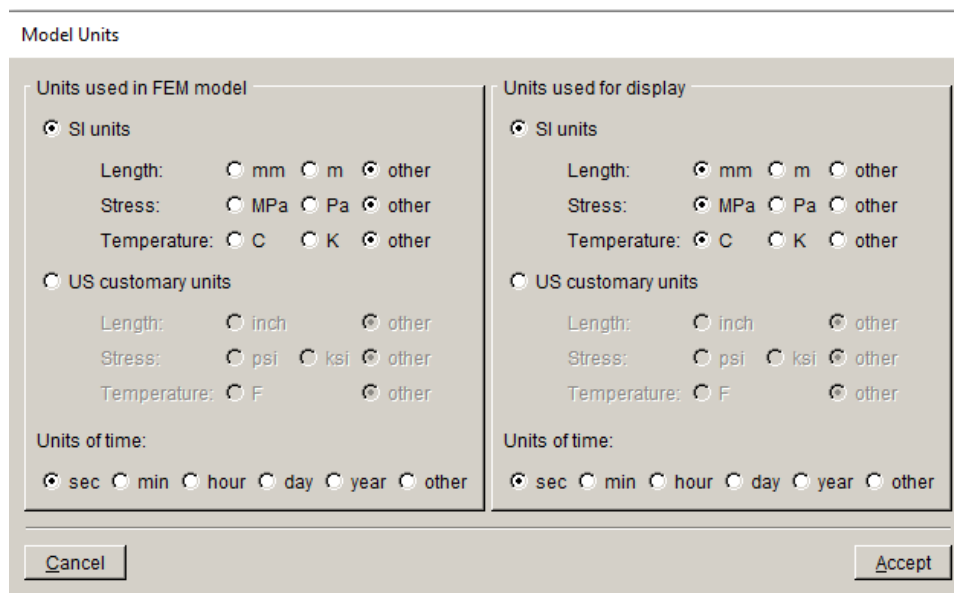 Model Units
Units used in FEM model
SI units
Length: mm m other
Stress: MPa Pa other
Temperature: C K other
US customary units
Length: inch other
Stress: psi ksi other
Temperature: F other
Units of time:
sec min hour day year other
Units used for display
SI units
Length: mm m other
Stress: MPa Pa other
Temperature: C K other
US customary units
Length: inch other
Stress: psi ksi other
Temperature: F other
Units of time:
sec min hour day year other
Cancel
Accept